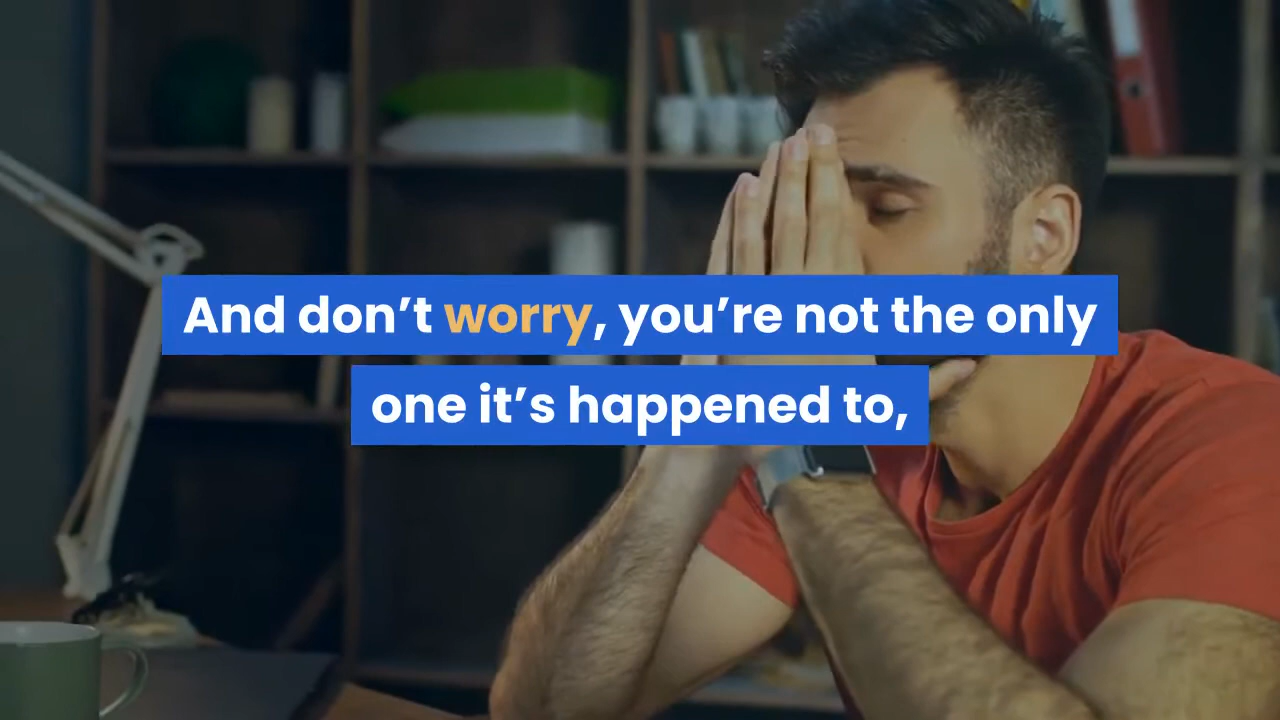 And don’t worry, you’re not the only
one it’s happened to,